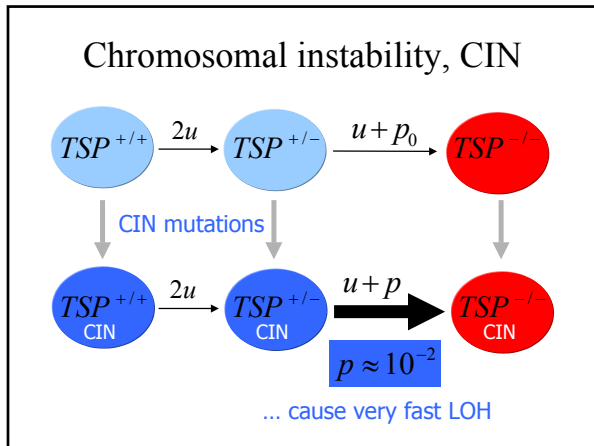 Chromosomal instability, CIN
2u
u + p₀
TSP⁺/⁺
TSP⁺/⁻
TSP⁻/⁻
CIN mutations
2u
u + p
TSP⁺/⁺
TSP⁺/⁻
TSP⁻/⁻
CIN
CIN
CIN
p ≈ 10⁻²
... cause very fast LOH